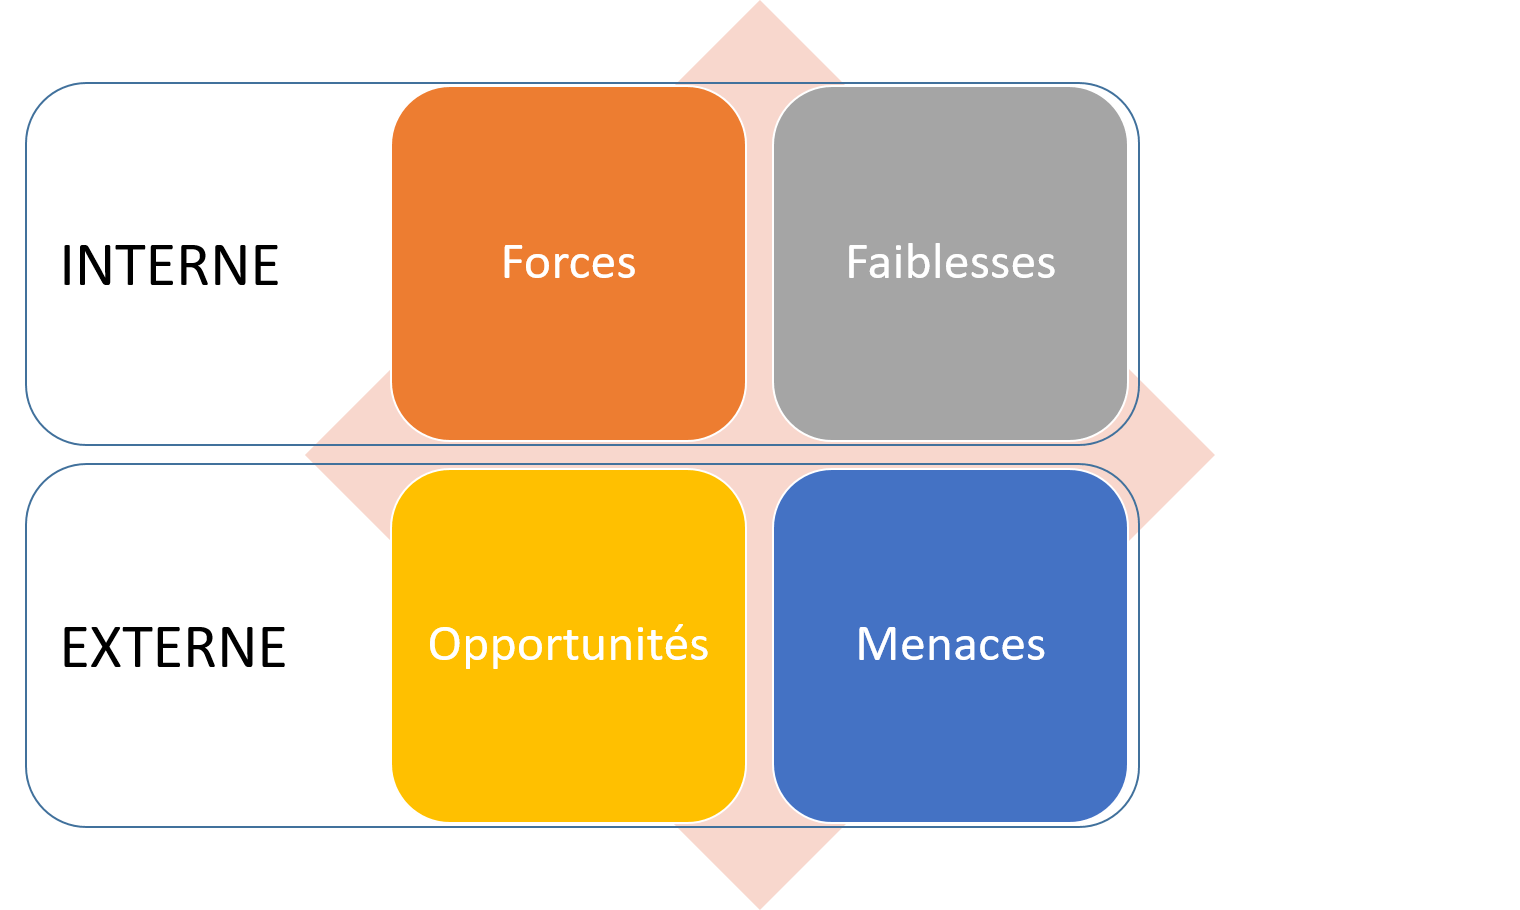 INTERNE
Forces
Faiblesses
EXTERNE
Opportunités
Menaces